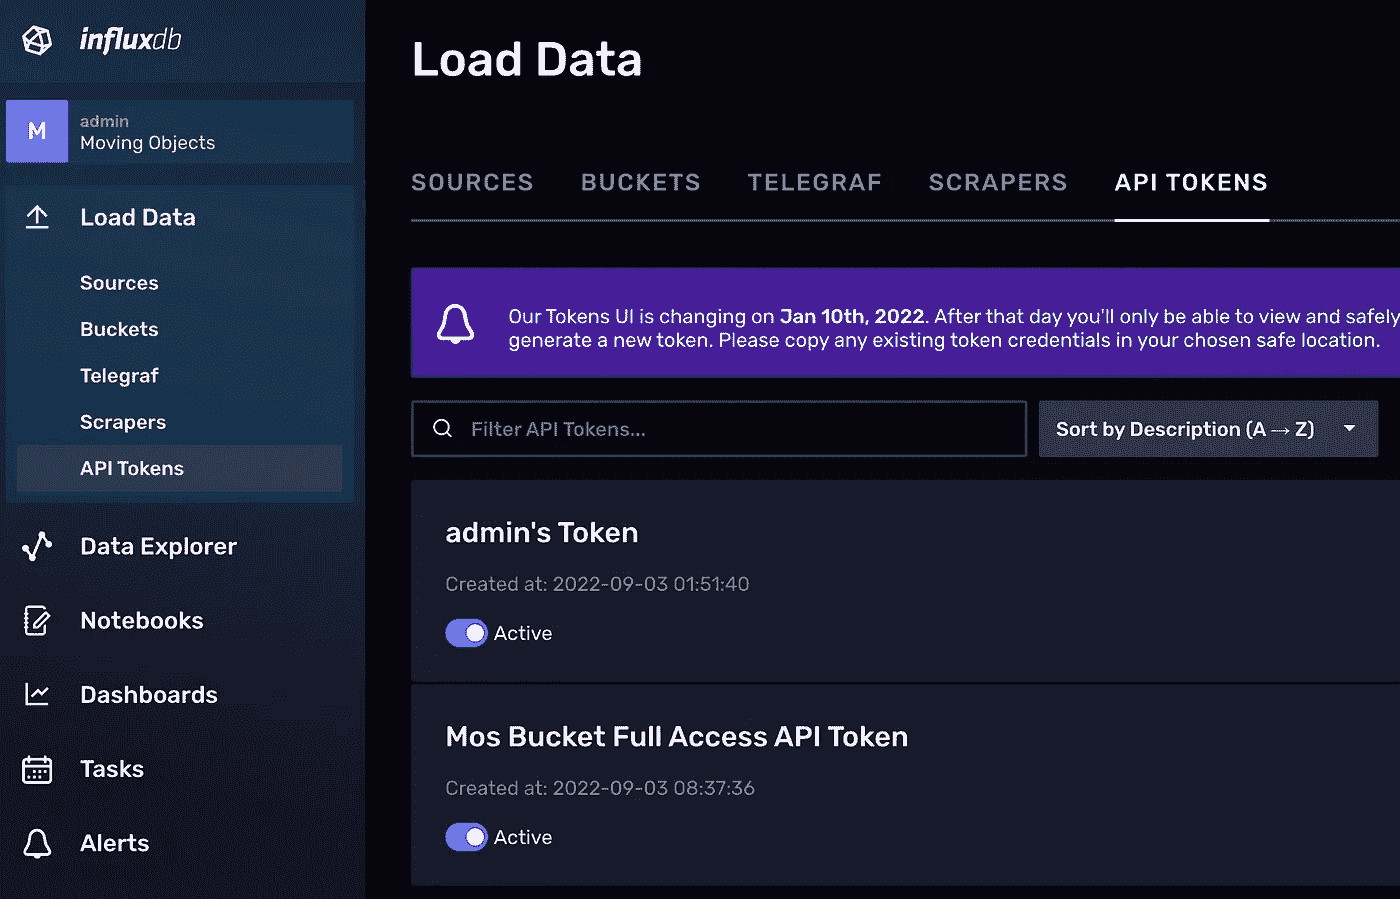 influxdb
M
admin
Moving Objects
Load Data
Sources
Buckets
Telegraf
Scrapers
API Tokens
Data Explorer
Notebooks
Dashboards
Tasks
Alerts
Load Data
SOURCES BUCKETS TELEGRAF SCRAPERS API TOKENS
Our Tokens UI is changing on Jan 10th, 2022. After that day you'll only be able to view and safely
generate a new token. Please copy any existing token credentials in your chosen safe location.
Filter API Tokens...
Sort by Description (A → Z)
admin's Token
Created at: 2022-09-03 01:51:40
Active
Mos Bucket Full Access API Token
Created at: 2022-09-03 08:37:36
Active